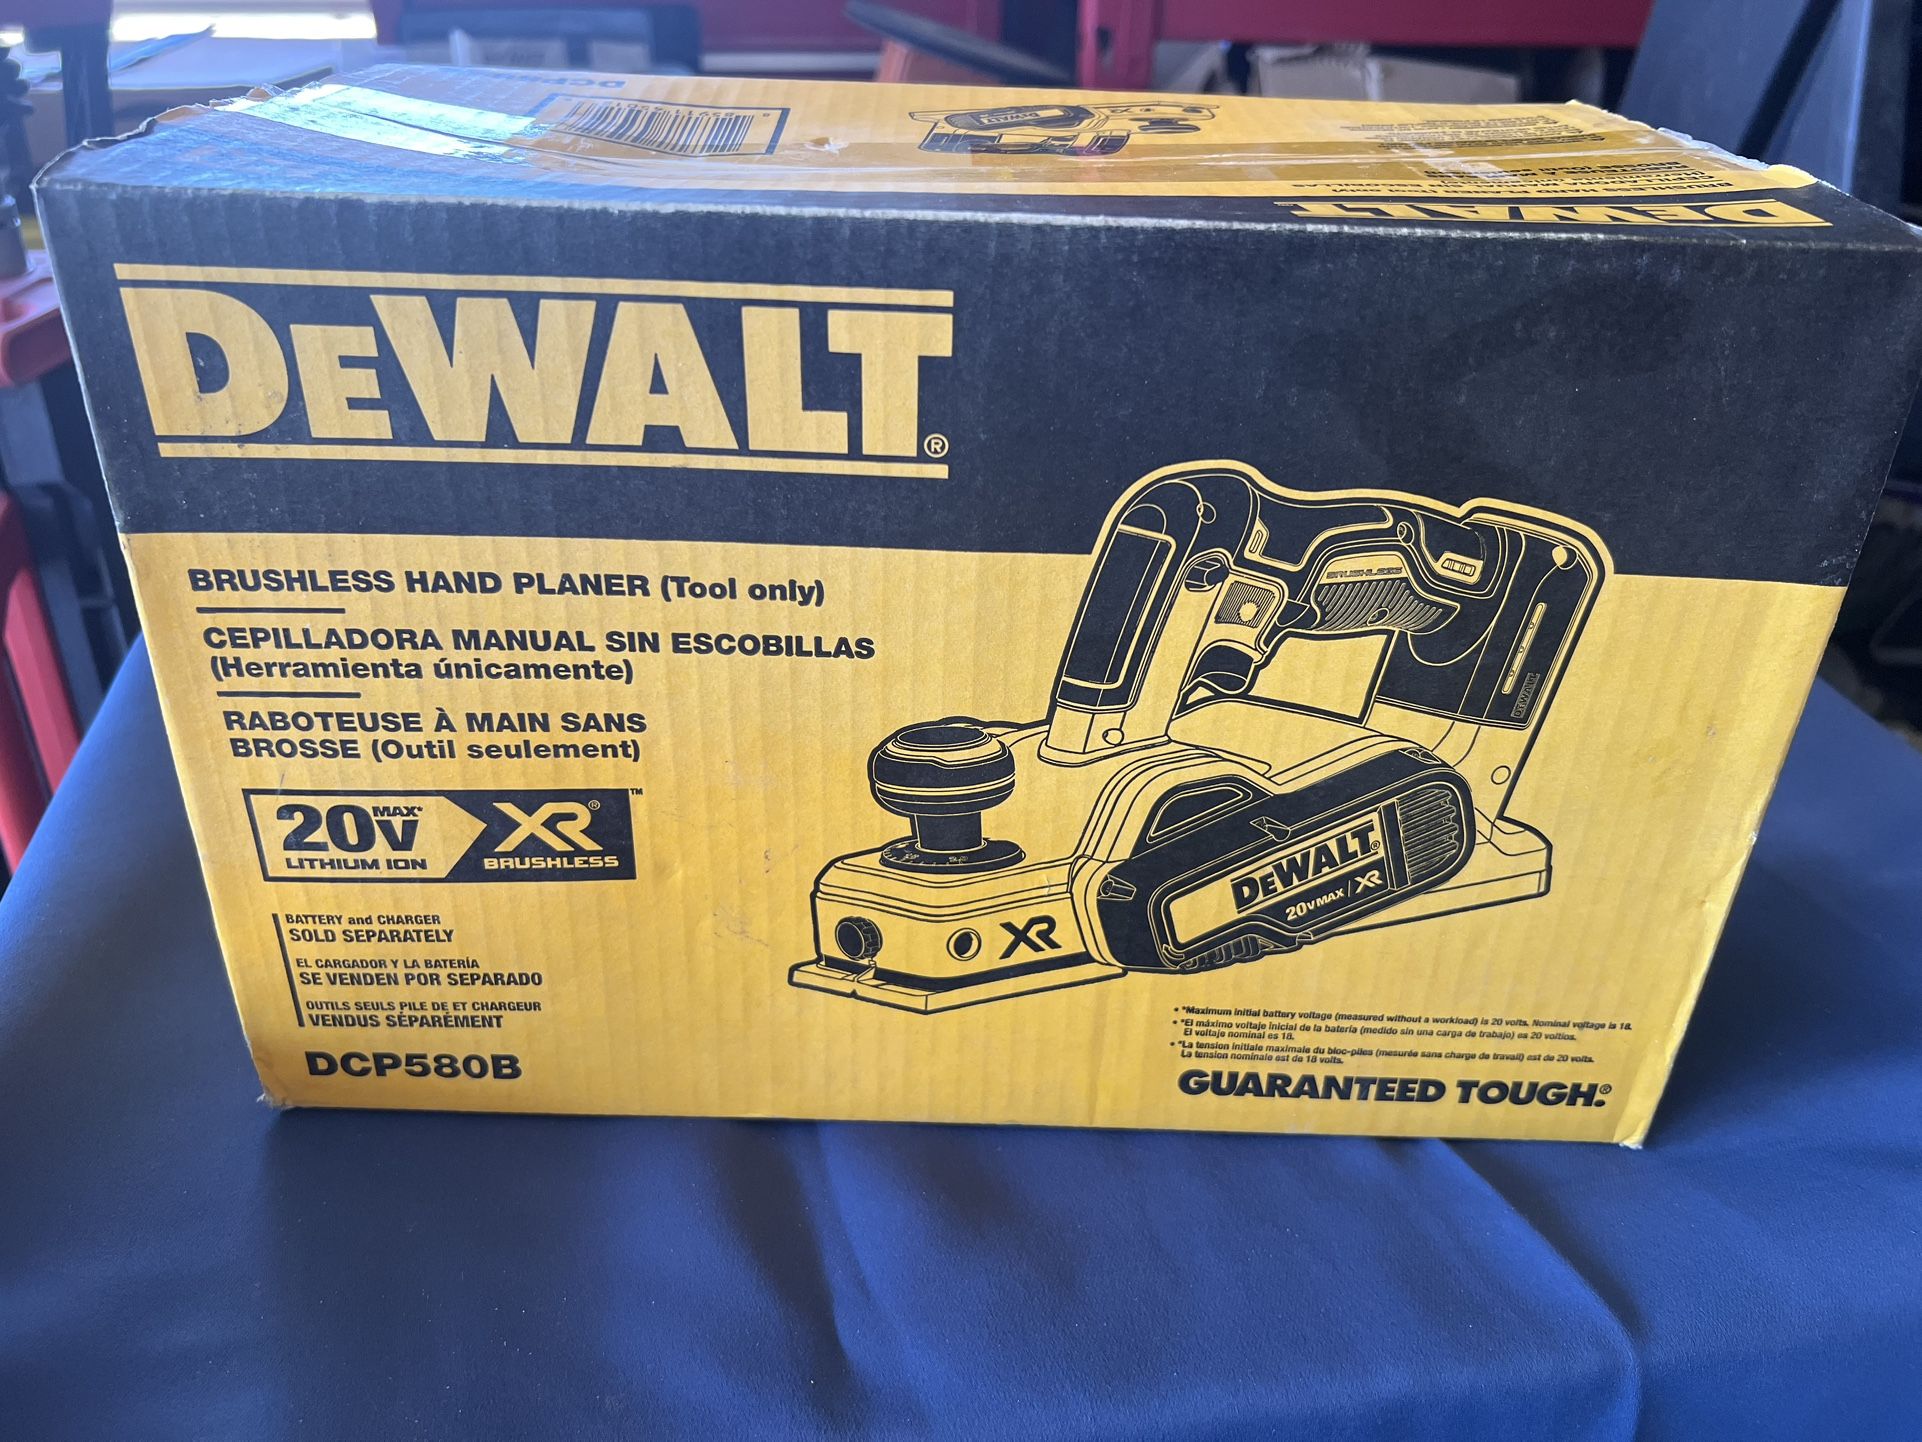 DEWALT®
BRUSHLESS HAND PLANER (Tool only)
CEPILLADORA MANUAL SIN ESCOBILLAS
(Herramienta únicamente)
RABOTEUSE À MAIN SANS
BROSSE (Outil seulement)
20V MAX* XR® ™
LITHIUM ION BRUSHLESS
BATTERY and CHARGER
SOLD SEPARATELY
EL CARGADOR Y LA BATERÍA
SE VENDEN POR SEPARADO
OUTILS SEULS PILE DE ET CHARGEUR
VENDUS SÉPARÉMENT
DCP580B
BRUSHLESS
DEWALT
DEWALT®
20V MAX / XR
XR
• *Maximum initial battery voltage (measured without a workload) is 20 volts. Nominal voltage is 18.
• *El máximo voltaje inicial de la batería (medido sin una carga de trabajo) es 20 voltios.
El voltaje nominal es 18.
• *La tension initiale maximale du bloc-piles (mesurée sans charge de travail) est de 20 volts.
La tension nominale est de 18 volts.
GUARANTEED TOUGH.®
DEWALT